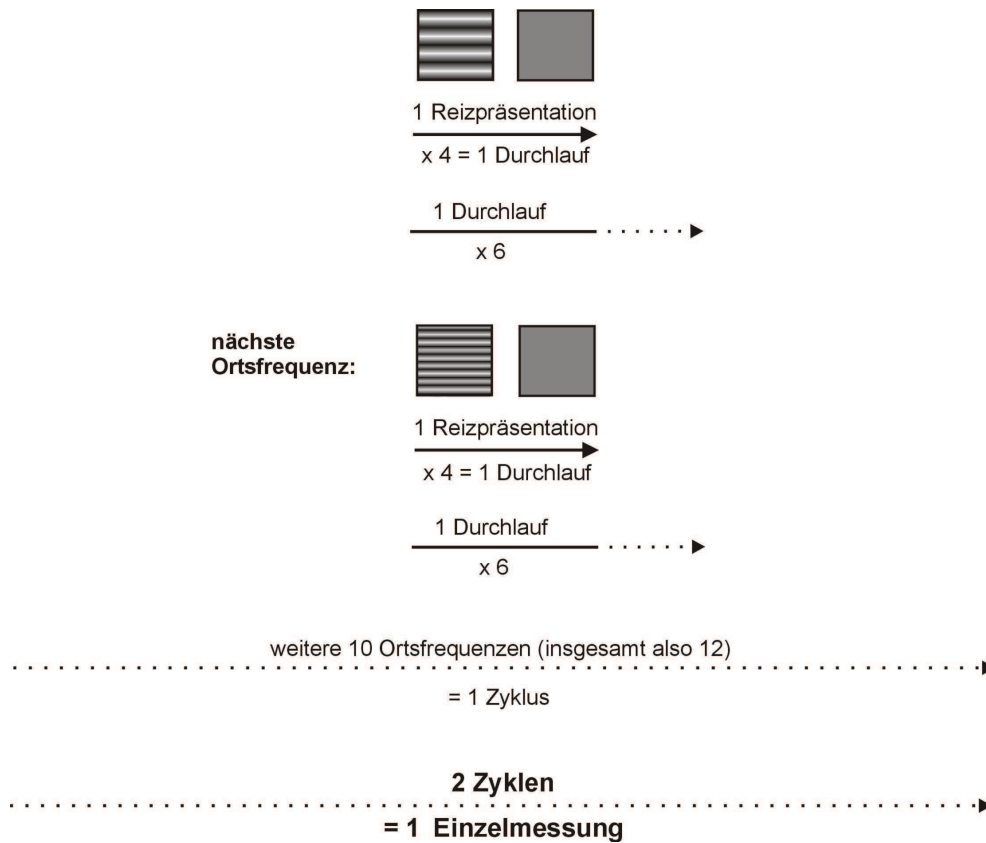 1 Reizpräsentation
x 4 = 1 Durchlauf
1 Durchlauf
x 6
nächste
Ortsfrequenz:
1 Reizpräsentation
x 4 = 1 Durchlauf
1 Durchlauf
x 6
weitere 10 Ortsfrequenzen (insgesamt also 12)
= 1 Zyklus
2 Zyklen
= 1 Einzelmessung